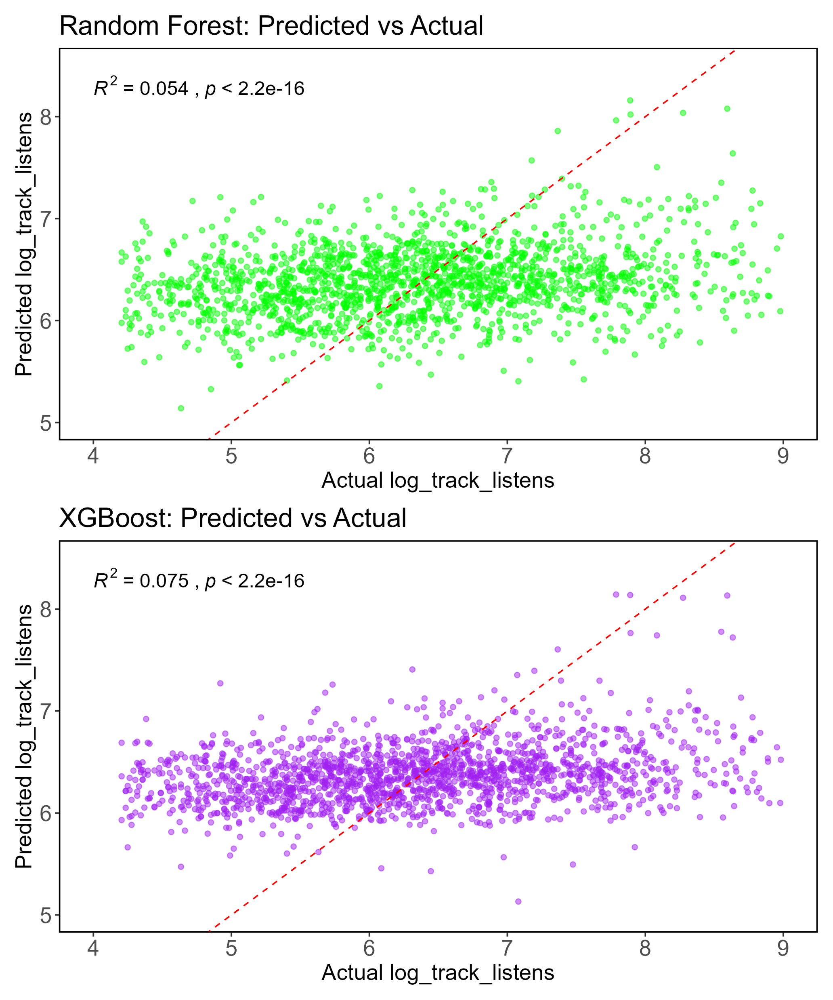 Random Forest: Predicted vs Actual
R² = 0.054 , p < 2.2e-16
Predicted log_track_listens
8
7
6
5
4 5 6 7 8 9
Actual log_track_listens
XGBoost: Predicted vs Actual
R² = 0.075 , p < 2.2e-16
Predicted log_track_listens
8
7
6
5
4 5 6 7 8 9
Actual log_track_listens